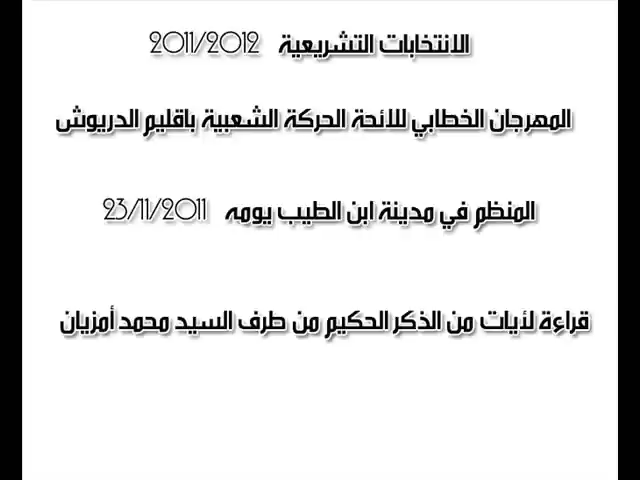 الانتخابات التشريعية 2011/2012
المهرجان الخطابي للائحة الحركة الشعبية باقليم الدريوش
المنظم في مدينة ابن الطيب يومه 23/11/2011
قراءة لأيات من الذكر الحكيم من طرف السيد محمد أمزيان